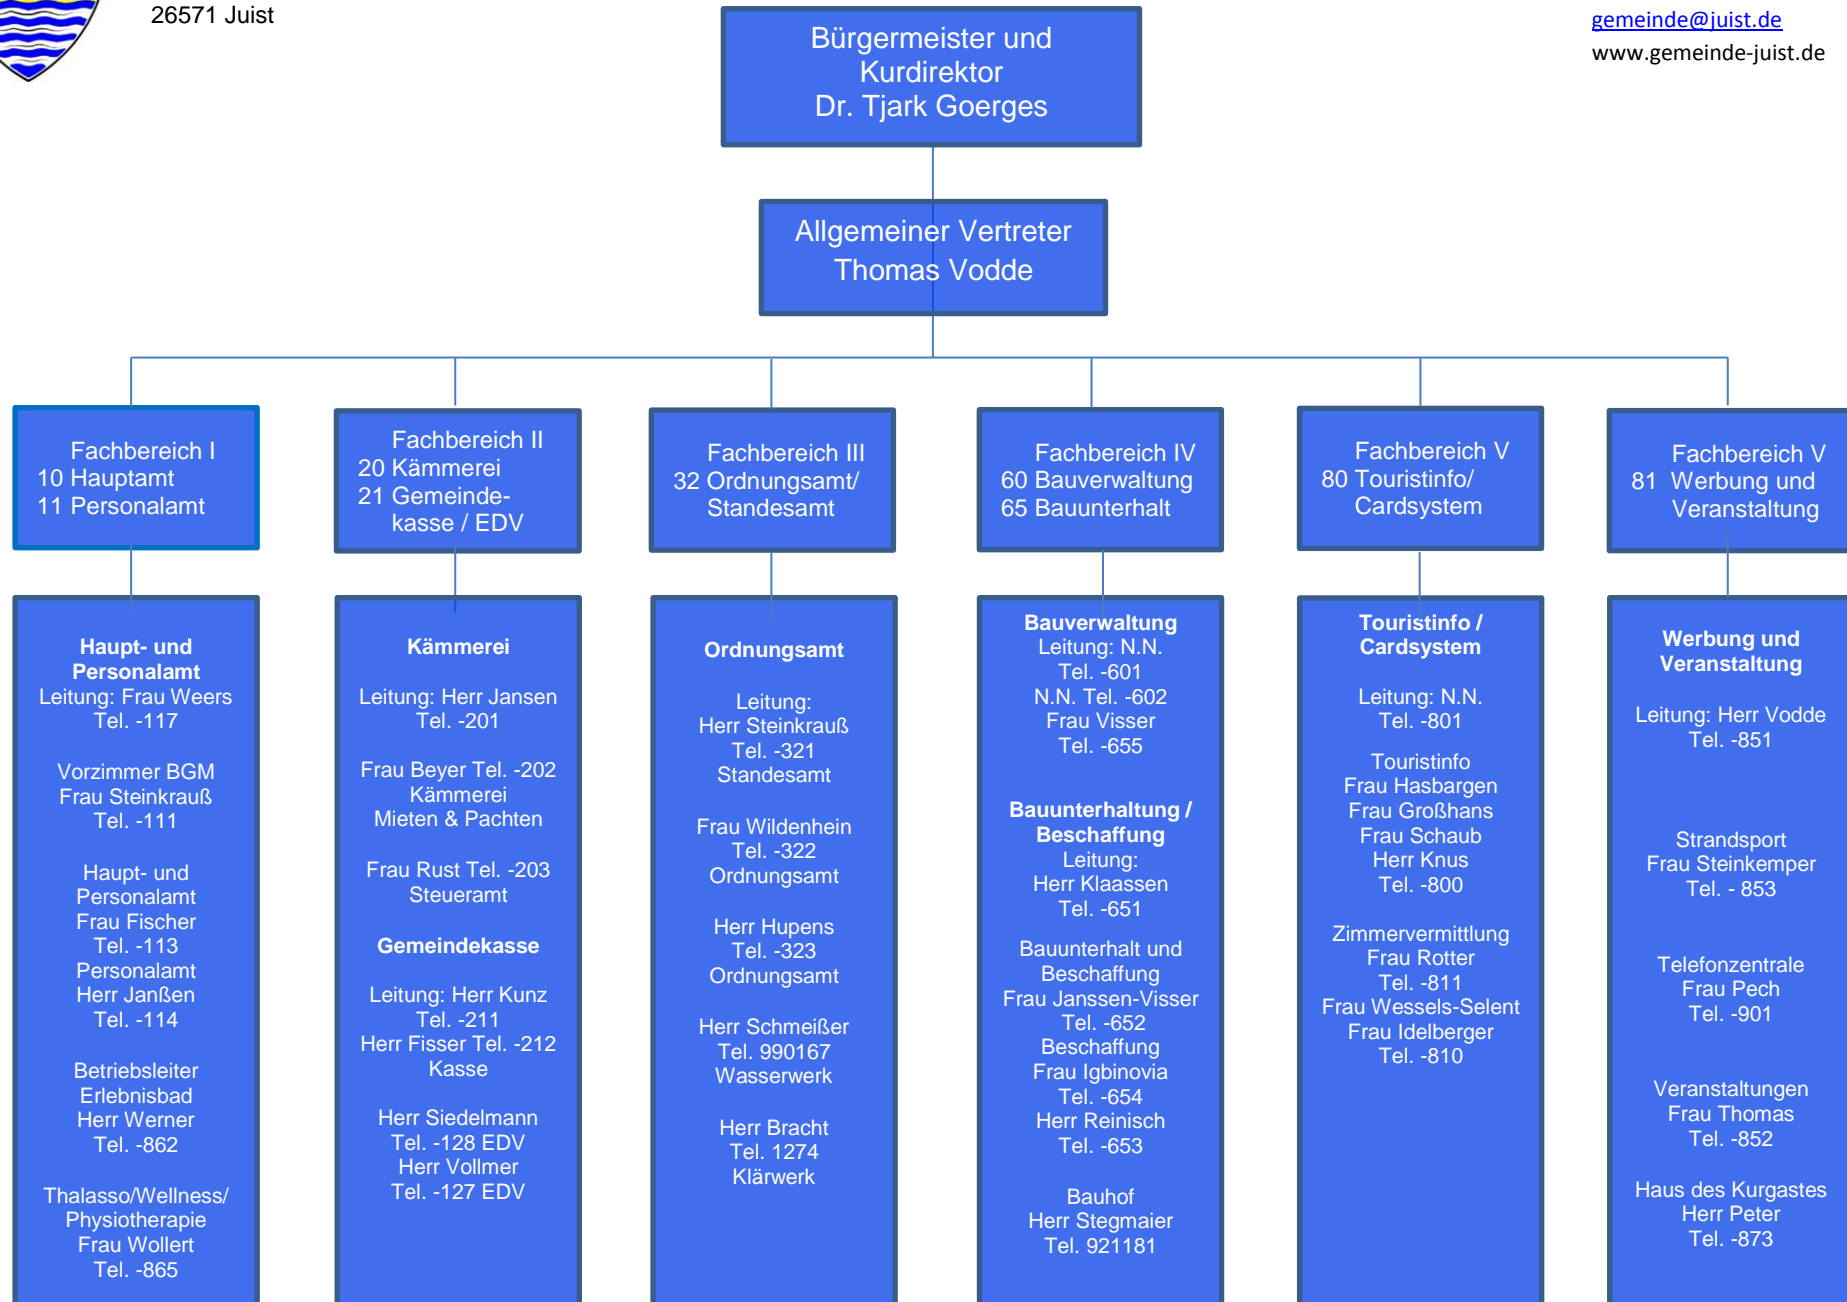 26571 Juist
gemeinde@juist.de
www.gemeinde-juist.de
Bürgermeister und
Kurdirektor
Dr. Tjark Goerges
Allgemeiner Vertreter
Thomas Vodde
Fachbereich I
10 Hauptamt
11 Personalamt
Fachbereich II
20 Kämmerei
21 Gemeinde-
kasse / EDV
Fachbereich III
32 Ordnungsamt/
Standesamt
Fachbereich IV
60 Bauverwaltung
65 Bauunterhalt
Fachbereich V
80 Touristinfo/
Cardsystem
Fachbereich V
81 Werbung und
Veranstaltung
Haupt- und
Personalamt
Leitung: Frau Weers
Tel. -117
Vorzimmer BGM
Frau Steinkrauß
Tel. -111
Haupt- und
Personalamt
Frau Fischer
Tel. -113
Personalamt
Herr Janßen
Tel. -114
Betriebsleiter
Erlebnisbad
Herr Werner
Tel. -862
Thalasso/Wellness/
Physiotherapie
Frau Wollert
Tel. -865
Kämmerei
Leitung: Herr Jansen
Tel. -201
Frau Beyer Tel. -202
Kämmerei
Mieten & Pachten
Frau Rust Tel. -203
Steueramt
Gemeindekasse
Leitung: Herr Kunz
Tel. -211
Herr Fisser Tel. -212
Kasse
Herr Siedelmann
Tel. -128 EDV
Herr Vollmer
Tel. -127 EDV
Ordnungsamt
Leitung:
Herr Steinkrauß
Tel. -321
Standesamt
Frau Wildenhein
Tel. -322
Ordnungsamt
Herr Hupens
Tel. -323
Ordnungsamt
Herr Schmeißer
Tel. 990167
Wasserwerk
Herr Bracht
Tel. 1274
Klärwerk
Bauverwaltung
Leitung: N.N.
Tel. -601
N.N. Tel. -602
Frau Visser
Tel. -655
Bauunterhaltung /
Beschaffung
Leitung:
Herr Klaassen
Tel. -651
Bauunterhalt und
Beschaffung
Frau Janssen-Visser
Tel. -652
Beschaffung
Frau Igbinovia
Tel. -654
Herr Reinisch
Tel. -653
Bauhof
Herr Stegmaier
Tel. 921181
Touristinfo /
Cardsystem
Leitung: N.N.
Tel. -801
Touristinfo
Frau Hasbargen
Frau Großhans
Frau Schaub
Herr Knus
Tel. -800
Zimmervermittlung
Frau Rotter
Tel. -811
Frau Wessels-Selent
Frau Idelberger
Tel. -810
Werbung und
Veranstaltung
Leitung: Herr Vodde
Tel. -851
Strandsport
Frau Steinkemper
Tel. - 853
Telefonzentrale
Frau Pech
Tel. -901
Veranstaltungen
Frau Thomas
Tel. -852
Haus des Kurgastes
Herr Peter
Tel. -873